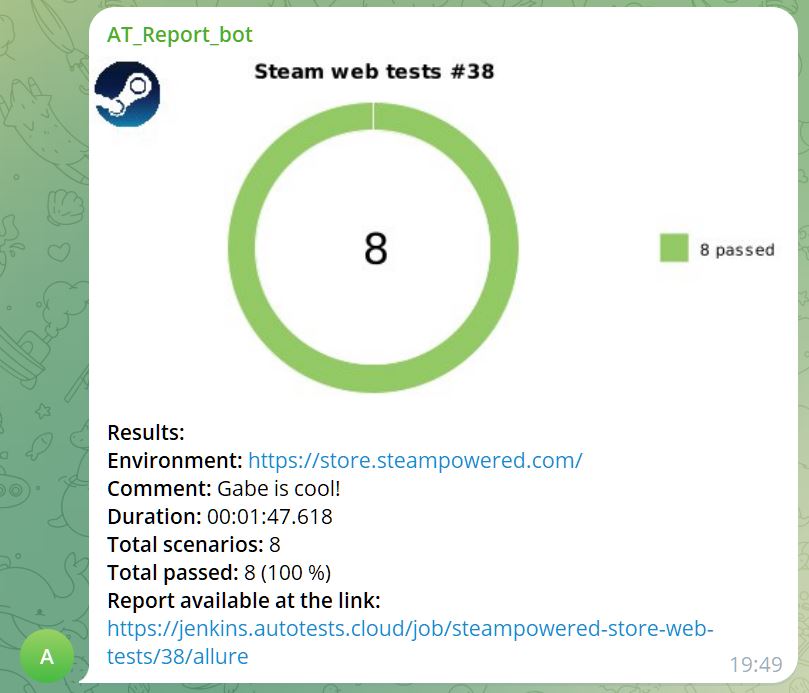 AT_Report_bot
Steam web tests #38
8
8 passed
Results:
Environment: https://store.steampowered.com/
Comment: Gabe is cool!
Duration: 00:01:47.618
Total scenarios: 8
Total passed: 8 (100 %)
Report available at the link:
https://jenkins.autotests.cloud/job/steampowered-store-web-
tests/38/allure
A
19:49